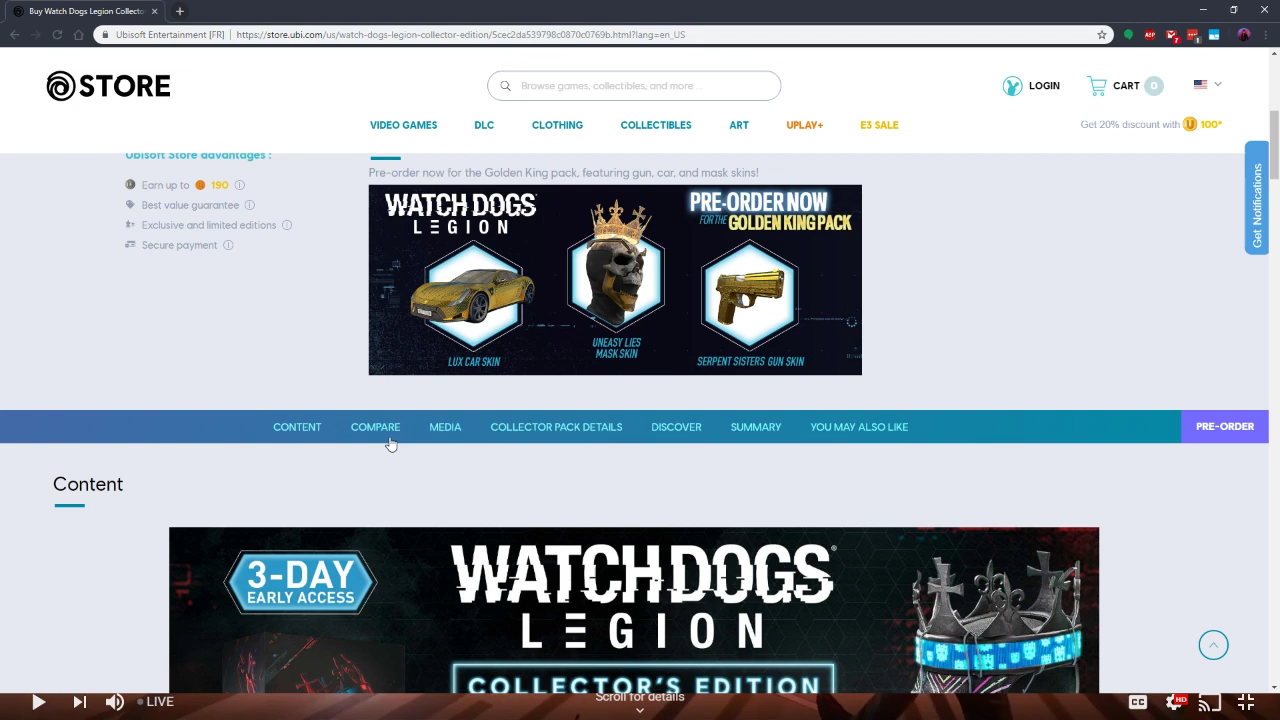 Buy Watch Dogs Legion Collector
Ubisoft Entertainment [FR] | https://store.ubi.com/us/watch-dogs-legion-collector-edition/5cec2da539798c0870c0769b.html?lang=en_US
STORE
Browse games, collectibles, and more ...
LOGIN
CART 0
VIDEO GAMES DLC CLOTHING COLLECTIBLES ART UPLAY+ E3 SALE
Get 20% discount with U 100*
Ubisoft Store advantages :
Earn up to 190
Best value guarantee
Exclusive and limited editions
Secure payment
Get Notifications
Pre-order now for the Golden King pack, featuring gun, car, and mask skins!
WATCH DOGS
LEGION
PRE-ORDER NOW
FOR THE GOLDEN KING PACK
LUX CAR SKIN
UNEASY LIES
MASK SKIN
SERPENT SISTERS GUN SKIN
CONTENT COMPARE MEDIA COLLECTOR PACK DETAILS DISCOVER SUMMARY YOU MAY ALSO LIKE PRE-ORDER
Content
3-DAY
EARLY ACCESS
WATCH DOGS®
LEGION
COLLECTOR'S EDITION
LIVE
Scroll for details
CC
HD